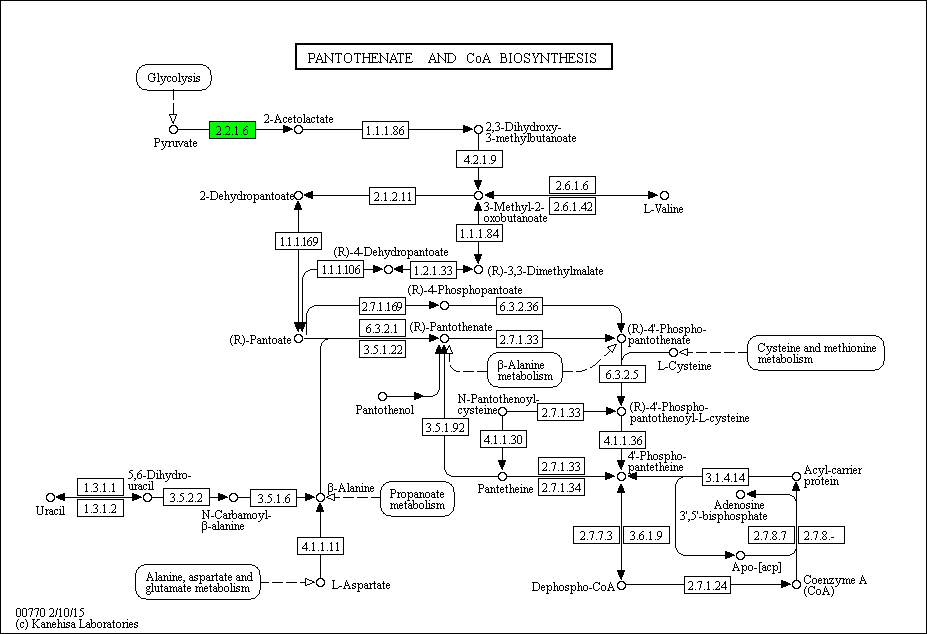 PANTOTHENATE AND CoA BIOSYNTHESIS
Glycolysis
2-Acetolactate
2.2.1.6
1.1.1.86
2,3-Dihydroxy-
3-methylbutanoate
Pyruvate
4.2.1.9
2-Dehydropantoate
2.1.2.11
2.6.1.6
2.6.1.42
L-Valine
3-Methyl-2-
oxobutanoate
1.1.1.84
1.1.1.169
(R)-4-Dehydropantoate
1.1.1.106
1.2.1.33
(R)-3,3-Dimethylmalate
(R)-4-Phosphopantoate
2.7.1.169
6.3.2.36
(R)-Pantoate
6.3.2.1
3.5.1.22
(R)-Pantothenate
2.7.1.33
(R)-4'-Phospho-
pantothenate
β-Alanine
metabolism
L-Cysteine
Cysteine and methionine
metabolism
6.3.2.5
Pantothenol
N-Pantothenoyl-
cysteine
2.7.1.33
(R)-4'-Phospho-
pantothenoyl-L-cysteine
3.5.1.92
4.1.1.30
4.1.1.36
4'-Phospho-
pantetheine
2.7.1.33
2.7.1.34
Pantetheine
3.1.4.14
Acyl-carrier
protein
Adenosine
3',5'-bisphosphate
5,6-Dihydro-
uracil
1.3.1.1
1.3.1.2
Uracil
3.5.2.2
N-Carbamoyl-
β-alanine
3.5.1.6
β-Alanine
Propanoate
metabolism
2.7.7.3
3.6.1.9
2.7.8.7
2.7.8.-
Apo-[acp]
4.1.1.11
Alanine, aspartate and
glutamate metabolism
L-Aspartate
Dephospho-CoA
2.7.1.24
Coenzyme A
(CoA)
00770 2/10/15
(c) Kanehisa Laboratories